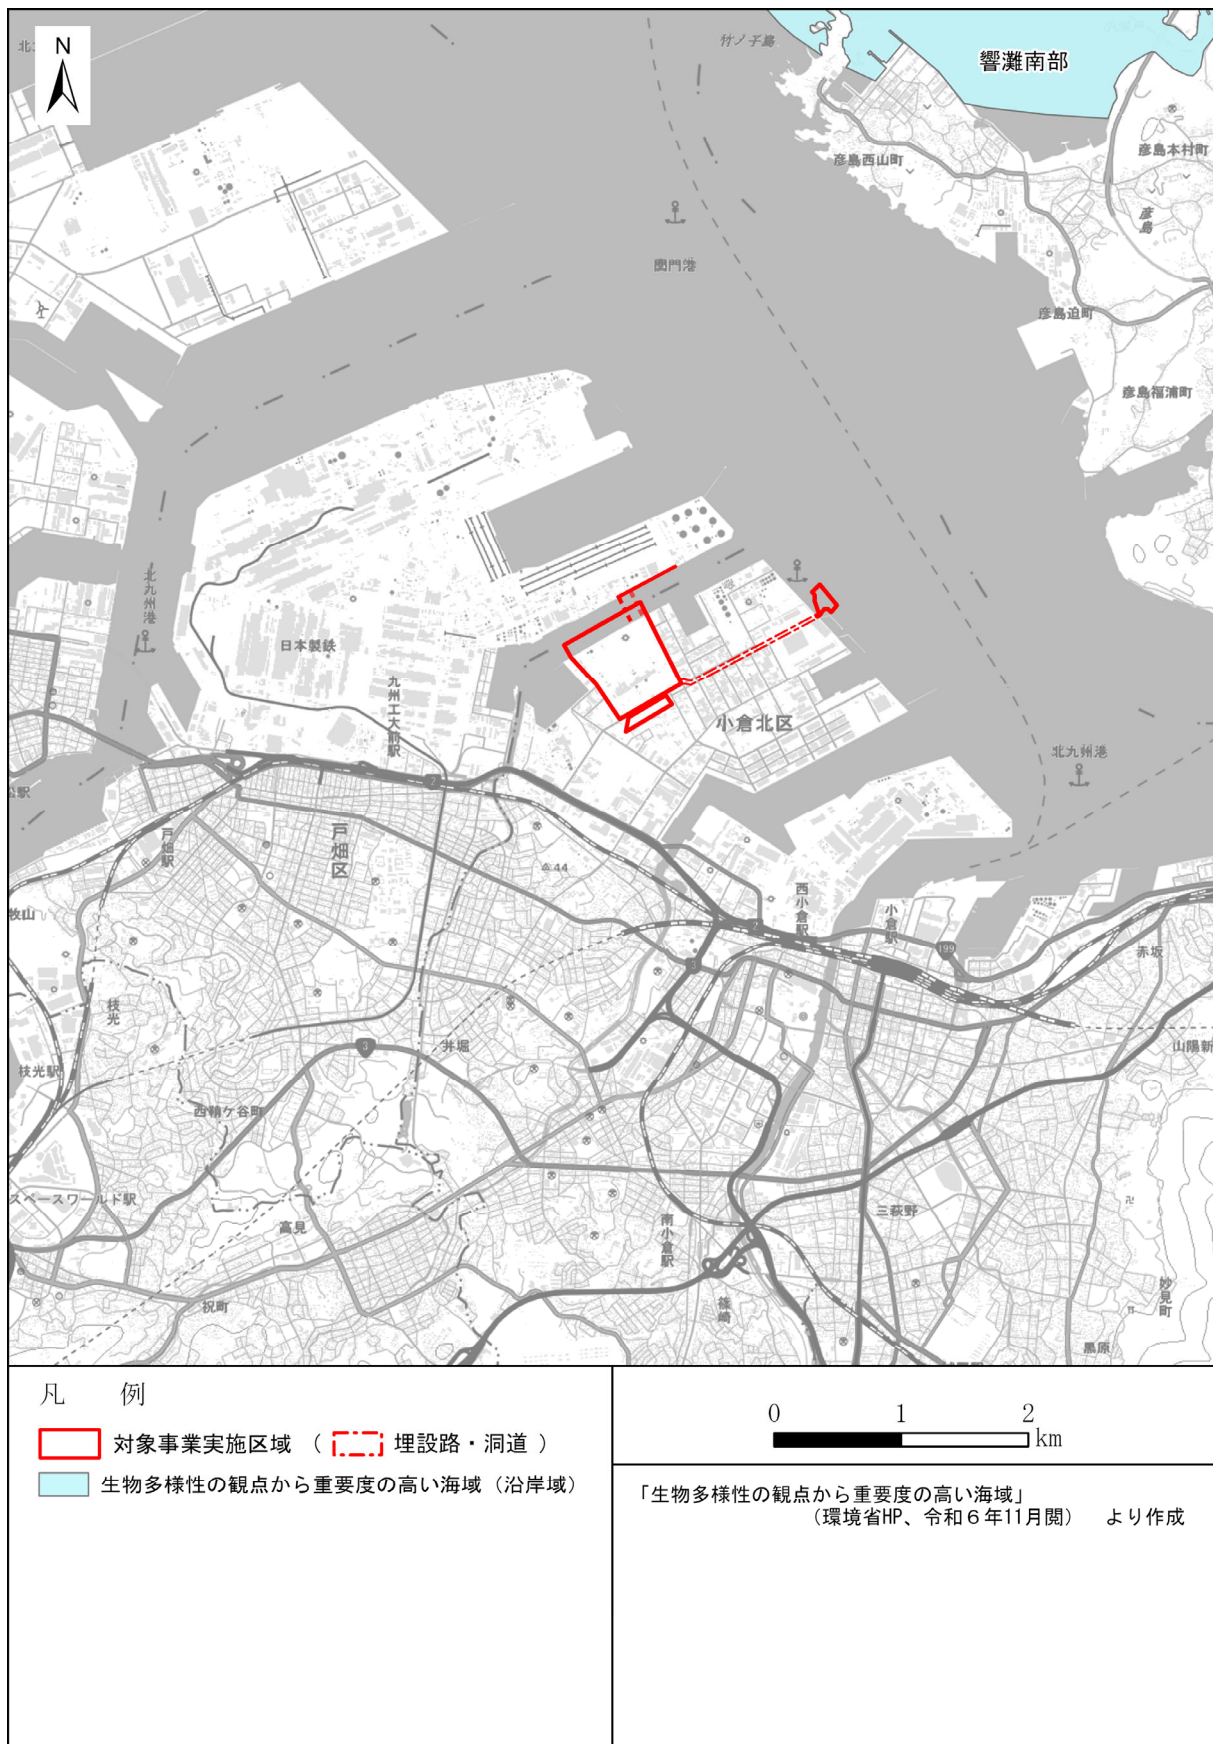 N
竹ノ子島
響灘南部
彦島西山町
彦島本村町
彦島
関門港
彦島迫町
彦島福浦町
北九州港
日本製鉄
九州工大前駅
小倉北区
北九州港
戸畑駅
戸畑区
44
西小倉駅
小倉駅
199
牧山
赤坂
枝光
3
井堀
枝光駅
山陽新
西鞘ケ谷町
スペースワールド駅
高見
南小倉駅
三萩野
祝町
篠崎
妙見町
黒原
凡 例
対象事業実施区域 ( 埋設路・洞道 )
生物多様性の観点から重要度の高い海域(沿岸域)
0 1 2
km
「生物多様性の観点から重要度の高い海域」
(環境省HP、令和6年11月閲) より作成